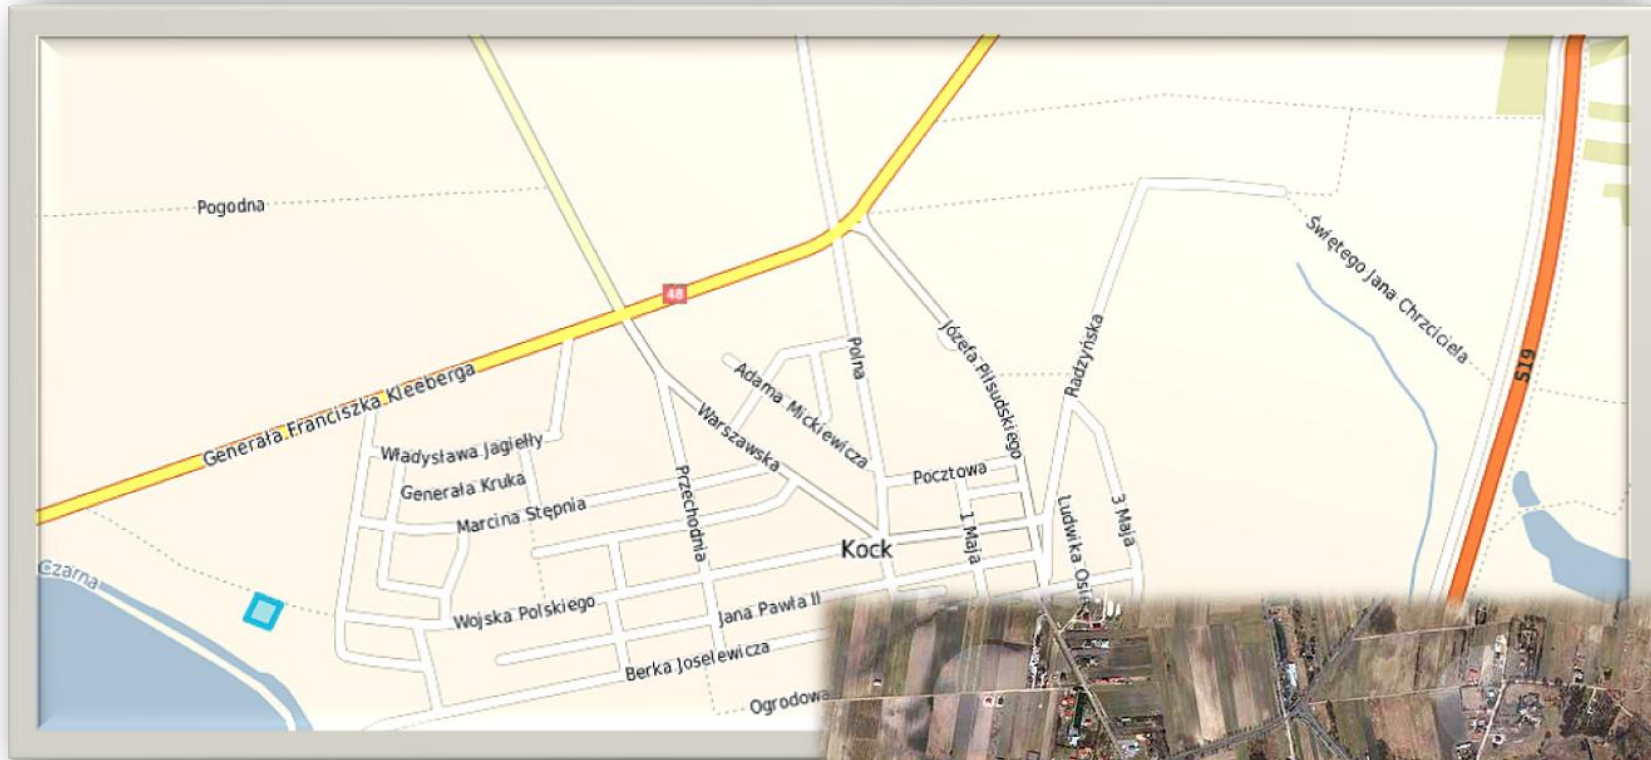 Pogodna
48
Świętego Jana Chrzciciela
Józefa Piłsudskiego
Radzyńska
Polna
S19
Generała Franciszka Kleeberga
Adama Mickiewicza
Warszawska
Władysława Jagiełły
Generała Kruka
Marcina Stępnia
Przechodnia
Pocztowa
1 Maja
Ludwika
3 Maja
Kock
Czarna
Wojska Polskiego
Jana Pawła II
Berka Joselewicza
Ogrodowa